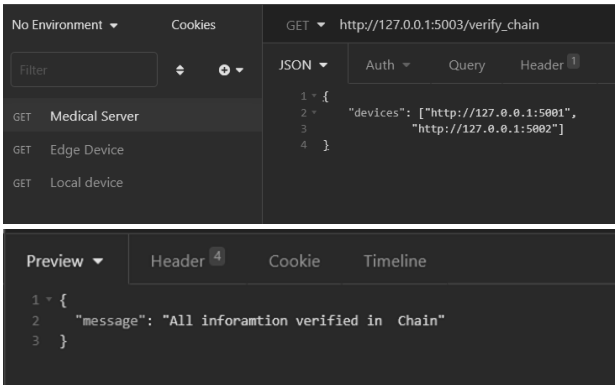 No Environment Cookies
GET http://127.0.0.1:5003/verify_chain
Filter
JSON Auth Query Header 1
GET Medical Server
GET Edge Device
GET Local device
1 {
2 "devices": ["http://127.0.0.1:5001",
3 "http://127.0.0.1:5002"]
4 }
Preview Header 4 Cookie Timeline
1 {
2 "message": "All inforamtion verified in  Chain"
3 }